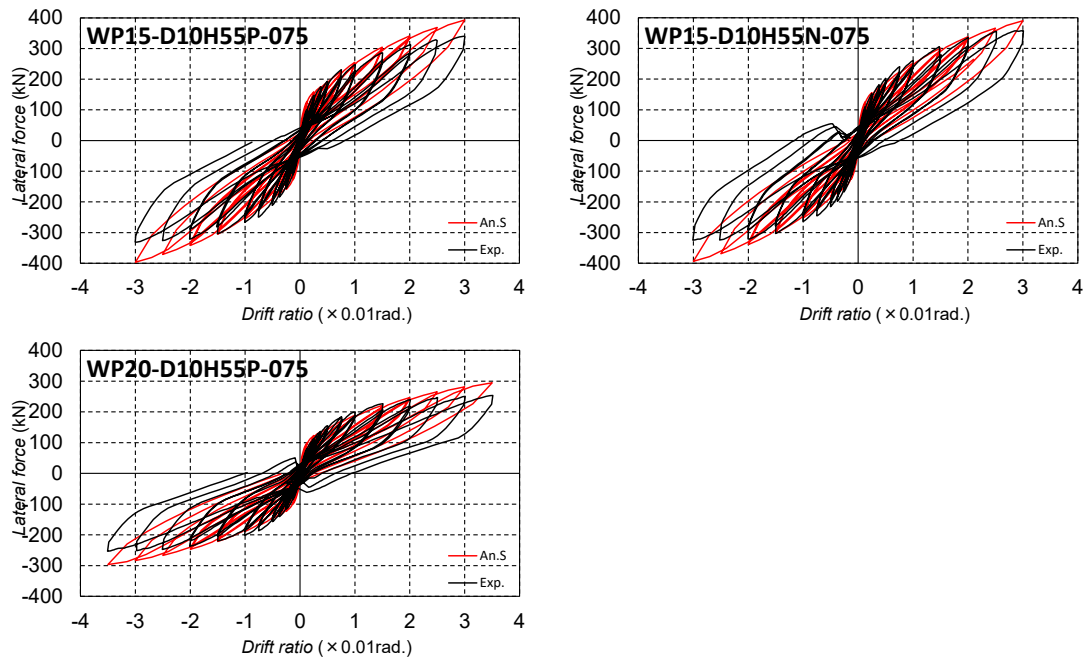 WP15-D10H55P-075
400
300
200
100
0
100
-200
-300
-400
Lateral force (kN)
An.S
Exp.
-4 -3 -2 -1 0 1 2 3 4
Drift ratio (×0.01rad.)
WP15-D10H55N-075
400
300
200
100
0
100
-200
-300
-400
Lateral force (kN)
An.S
Exp.
-4 -3 -2 -1 0 1 2 3 4
Drift ratio (×0.01rad.)
WP20-D10H55P-075
400
300
200
100
0
100
-200
-300
-400
Lateral force (kN)
An.S
Exp.
-4 -3 -2 -1 0 1 2 3 4
Drift ratio (×0.01rad.)